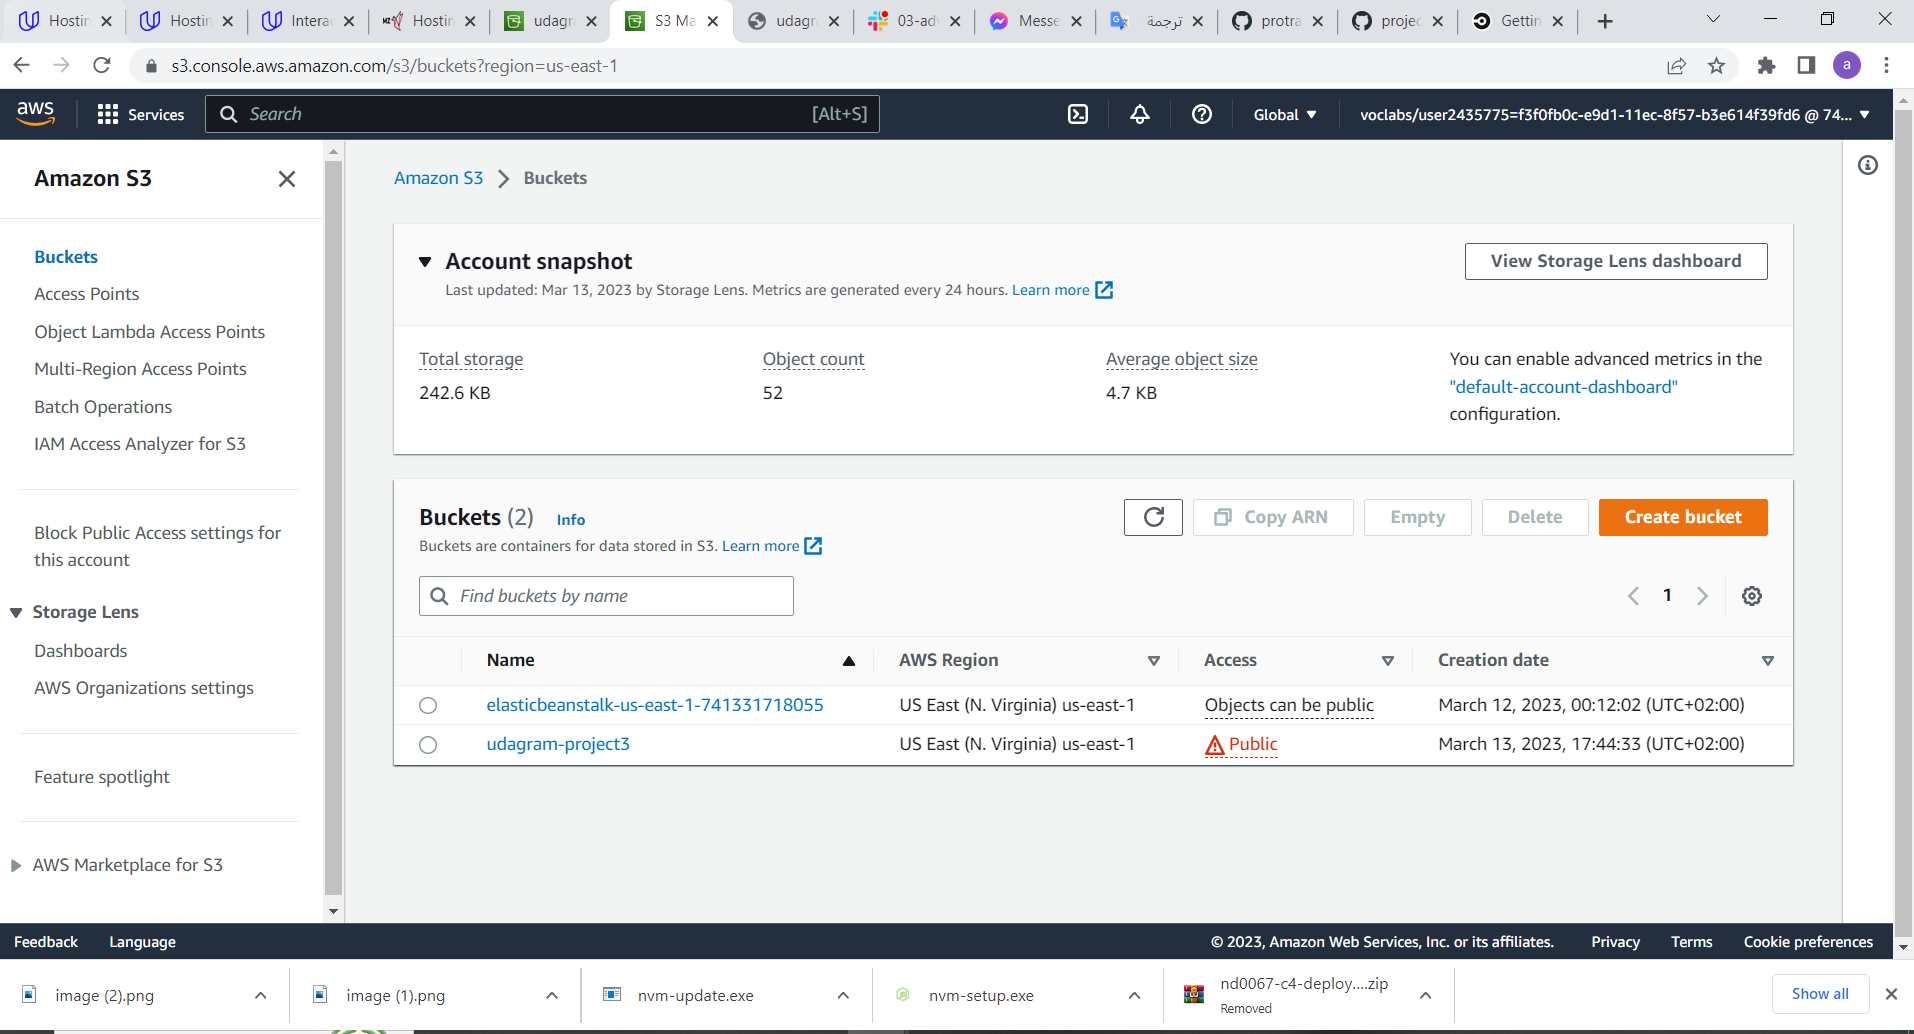 Hostin
Hostin
Intera
Hostin
udagra
S3 Ma
udagra
03-adv
Messe
ترجمة
protra
projec
Gettin
s3.console.aws.amazon.com/s3/buckets?region=us-east-1
a
aws
Services
Search
[Alt+S]
Global
voclabs/user2435775=f3f0fb0c-e9d1-11ec-8f57-b3e614f39fd6 @ 74...
Amazon S3
Buckets
Access Points
Object Lambda Access Points
Multi-Region Access Points
Batch Operations
IAM Access Analyzer for S3
Block Public Access settings for
this account
Storage Lens
Dashboards
AWS Organizations settings
Feature spotlight
AWS Marketplace for S3
Amazon S3 > Buckets
Account snapshot
Last updated: Mar 13, 2023 by Storage Lens. Metrics are generated every 24 hours. Learn more
View Storage Lens dashboard
Total storage
242.6 KB
Object count
52
Average object size
4.7 KB
You can enable advanced metrics in the
"default-account-dashboard"
configuration.
Buckets (2) Info
Buckets are containers for data stored in S3. Learn more
Copy ARN
Empty
Delete
Create bucket
Find buckets by name
1
Name AWS Region Access Creation date
elasticbeanstalk-us-east-1-741331718055 US East (N. Virginia) us-east-1 Objects can be public March 12, 2023, 00:12:02 (UTC+02:00)
udagram-project3 US East (N. Virginia) us-east-1 Public March 13, 2023, 17:44:33 (UTC+02:00)
Feedback Language © 2023, Amazon Web Services, Inc. or its affiliates. Privacy Terms Cookie preferences
image (2).png
image (1).png
nvm-update.exe
nvm-setup.exe
nd0067-c4-deploy....zip
Removed
Show all